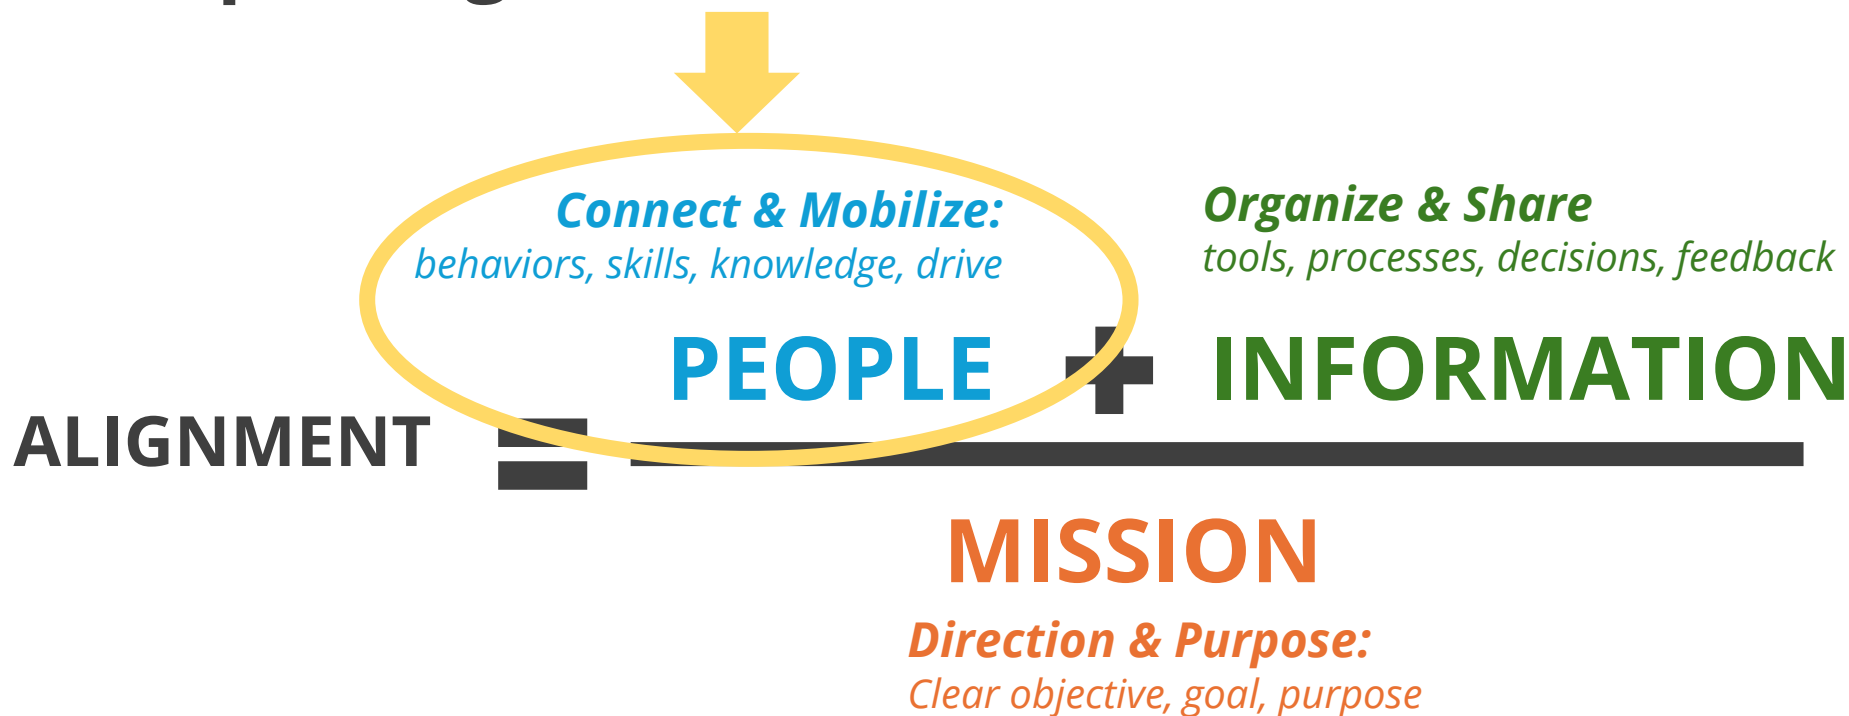 Connect & Mobilize:
behaviors, skills, knowledge, drive
Organize & Share
tools, processes, decisions, feedback
PEOPLE + INFORMATION
ALIGNMENT =
MISSION
Direction & Purpose:
Clear objective, goal, purpose